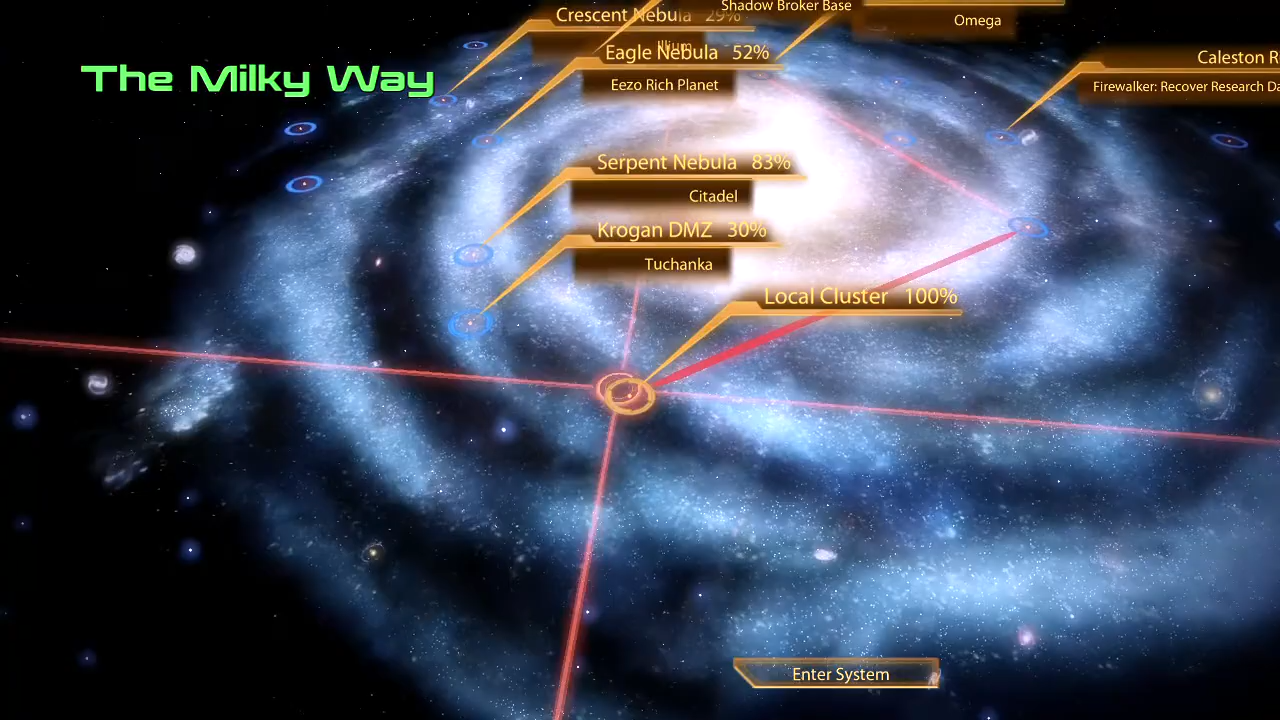 Shadow Broker Base
Crescent Nebula 29%
Omega
Illium
Eagle Nebula 52%
Eezo Rich Planet
Caleston R
Firewalker: Recover Research Da
The Milky Way
Serpent Nebula 83%
Citadel
Krogan DMZ 30%
Tuchanka
Local Cluster 100%
Enter System